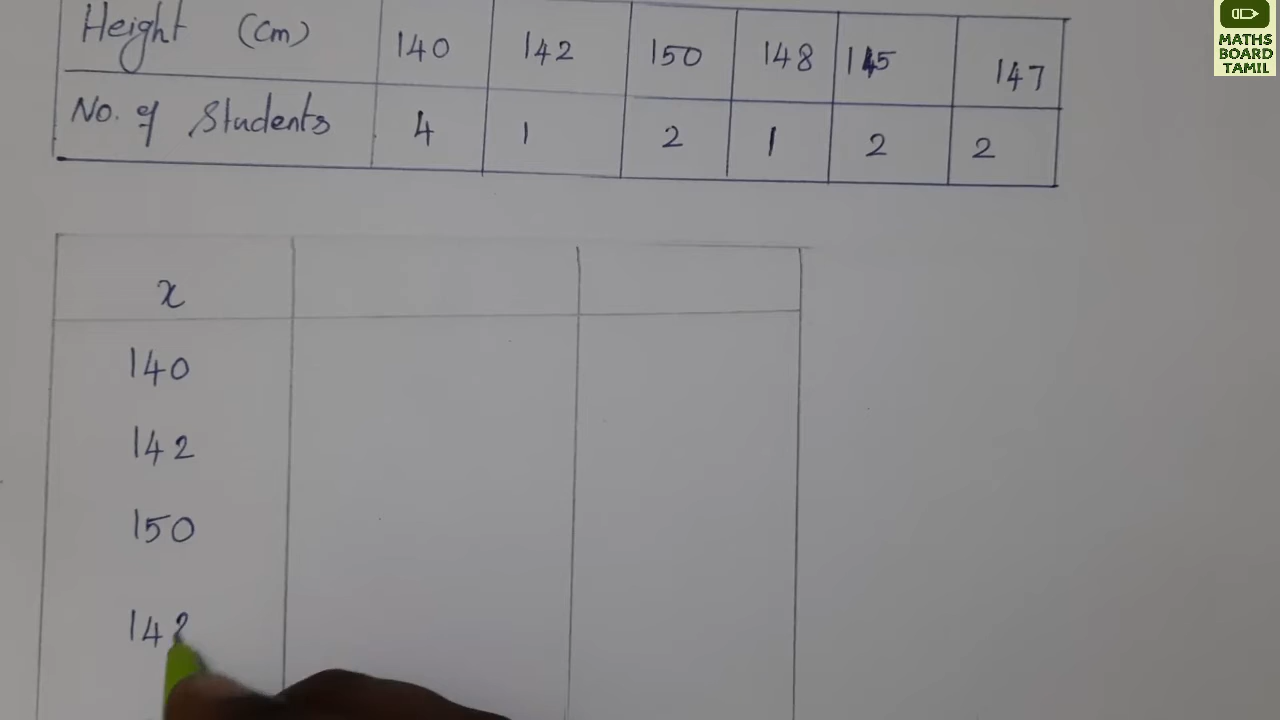 Height (Cm) 140 142 150 148 145 147
No. of Students 4 1 2 1 2 2
x
140
142
150
MATHS
BOARD
TAMIL